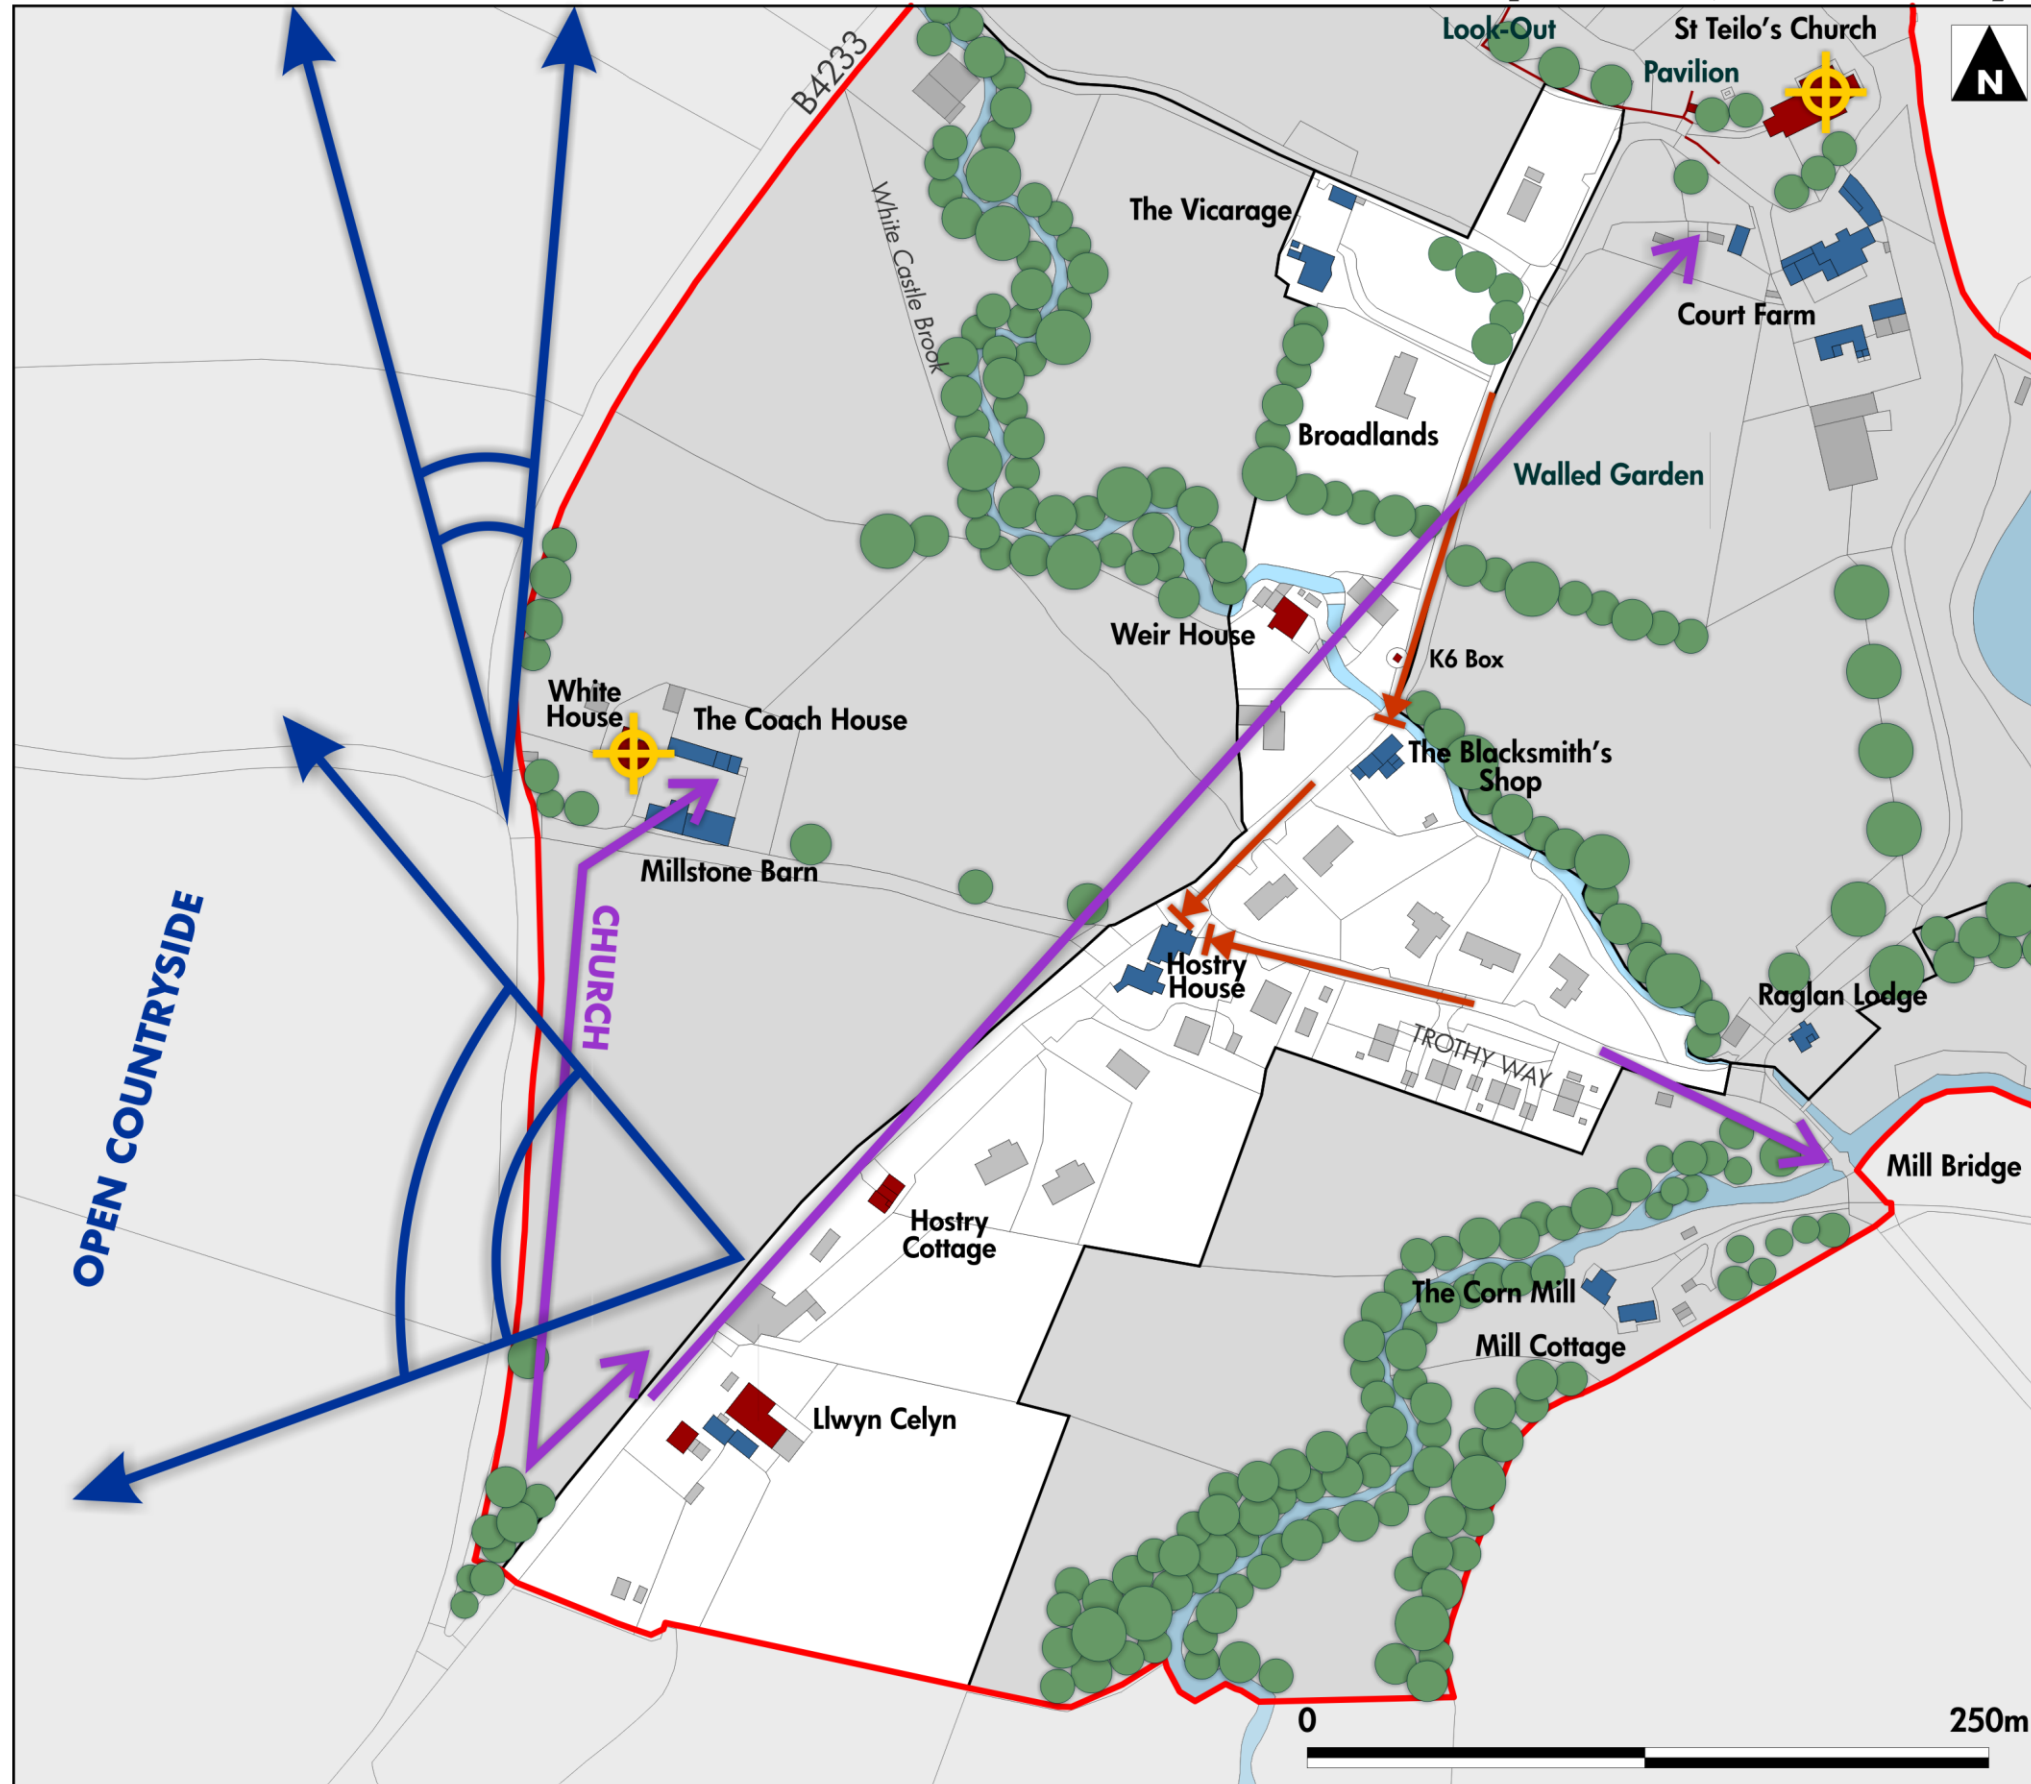 Look-Out
St Teilo's Church
B4233
Pavilion
N
White Castle Brook
The Vicarage
Court Farm
Broadlands
Walled Garden
Weir House
K6 Box
White
House
The Coach House
The Blacksmith's
Shop
Millstone Barn
OPEN COUNTRYSIDE
CHURCH
Hostry
House
Raglan Lodge
TROTHY WAY
Mill Bridge
Hostry
Cottage
The Corn Mill
Mill Cottage
Llwyn Celyn
0
250m